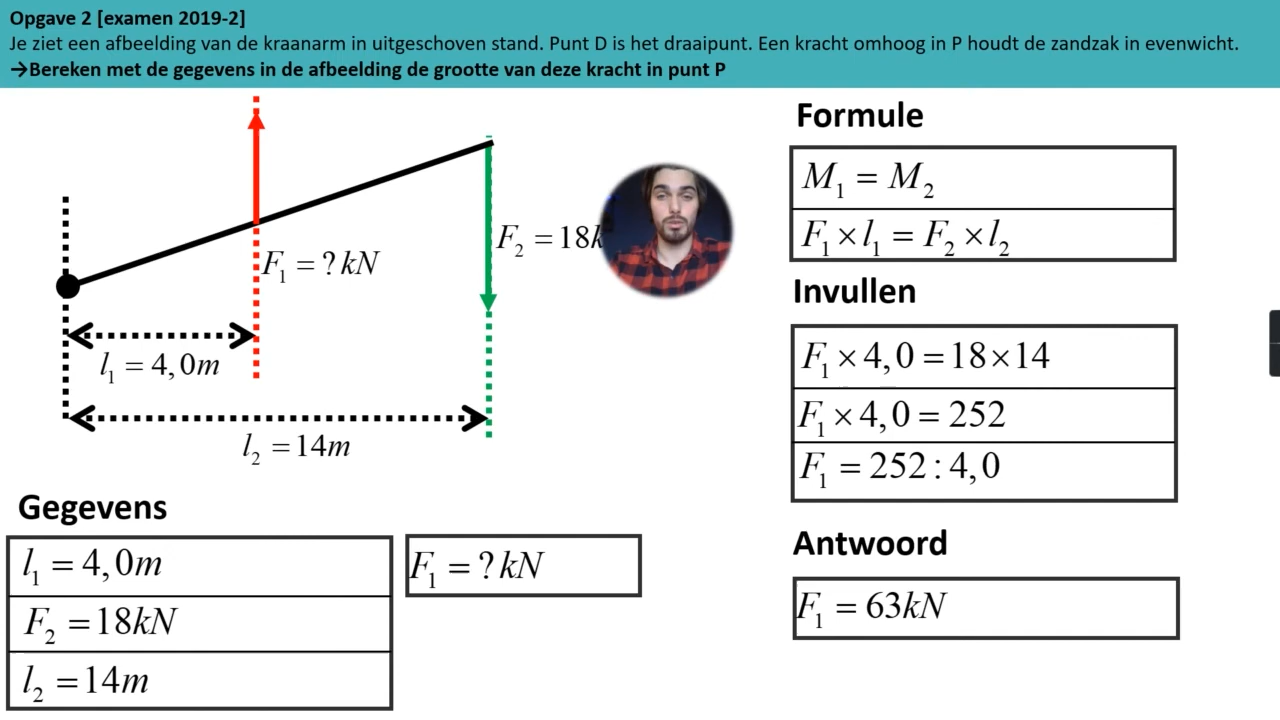 Opgave 2 [examen 2019-2]
Je ziet een afbeelding van de kraanarm in uitgeschoven stand. Punt D is het draaipunt. Een kracht omhoog in P houdt de zandzak in evenwicht.
→Bereken met de gegevens in de afbeelding de grootte van deze kracht in punt P
F₁ = ? kN
F₂ = 18k
l₁ = 4,0m
l₂ = 14m
Gegevens
l₁ = 4,0m
F₂ = 18kN
l₂ = 14m
F₁ = ? kN
Formule
M₁ = M₂
F₁ × l₁ = F₂ × l₂
Invullen
F₁ × 4,0 = 18 × 14
F₁ × 4,0 = 252
F₁ = 252 : 4,0
Antwoord
F₁ = 63kN